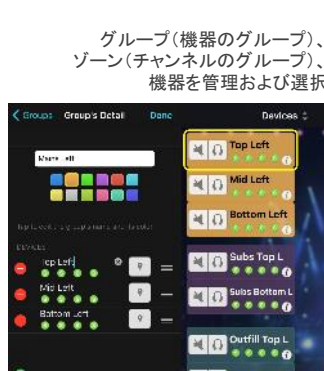 グループ（機器のグループ）、
ゾーン（チャンネルのグループ）、
機器を管理および選択
Groups Group's Detail Done
Devices
Top Left
Mid Left
Bottom Left
DEVICES
Top Left
Mid Left
Bottom Left
Subs Top L
Subs Bottom L
Outfill Top L